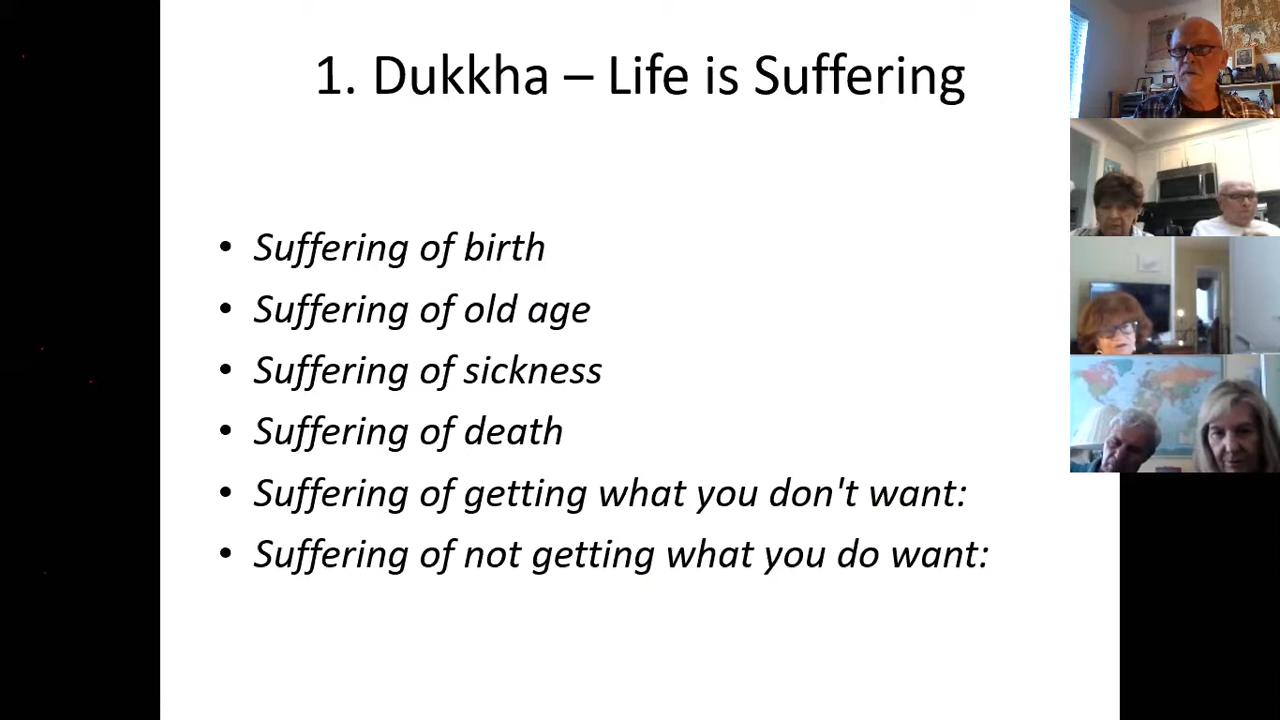 1. Dukkha – Life is Suffering
• Suffering of birth
• Suffering of old age
• Suffering of sickness
• Suffering of death
• Suffering of getting what you don't want:
• Suffering of not getting what you do want: